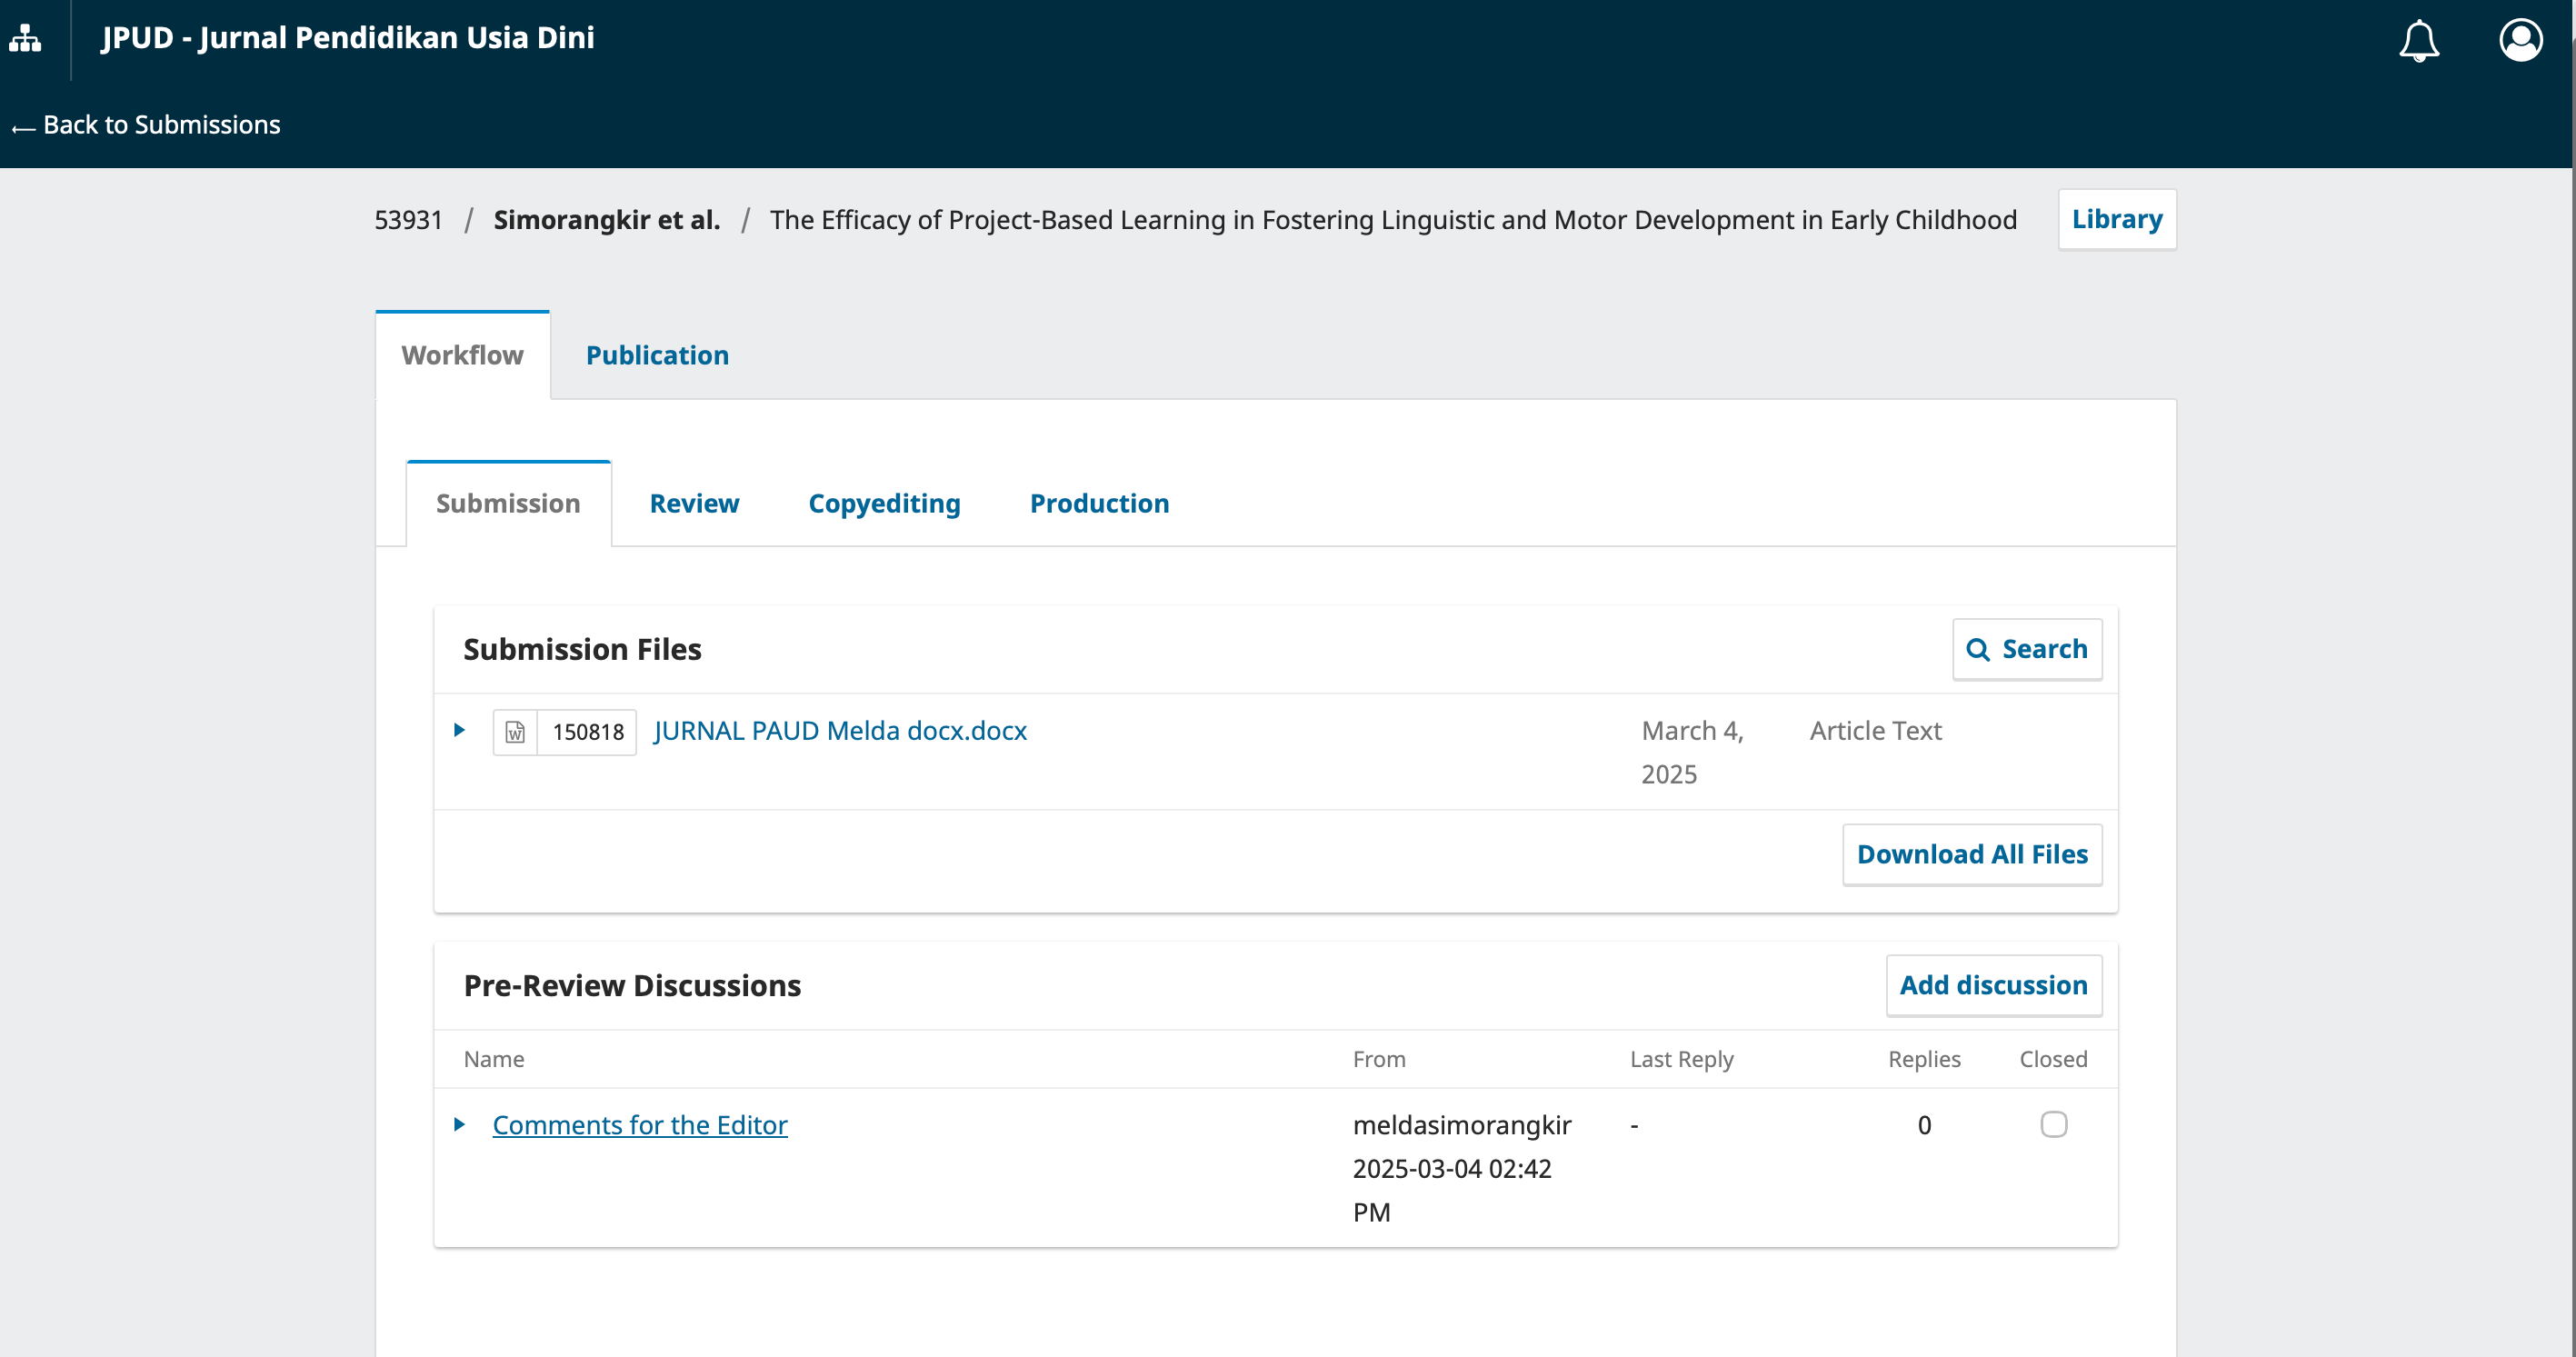 JPUD - Jurnal Pendidikan Usia Dini
← Back to Submissions
53931 / Simorangkir et al. / The Efficacy of Project-Based Learning in Fostering Linguistic and Motor Development in Early Childhood
Library
Workflow Publication
Submission Review Copyediting Production
Submission Files
Search
150818 JURNAL PAUD Melda docx.docx March 4, Article Text
2025
Download All Files
Pre-Review Discussions
Add discussion
Name From Last Reply Replies Closed
Comments for the Editor meldasimorangkir - 0
2025-03-04 02:42
PM